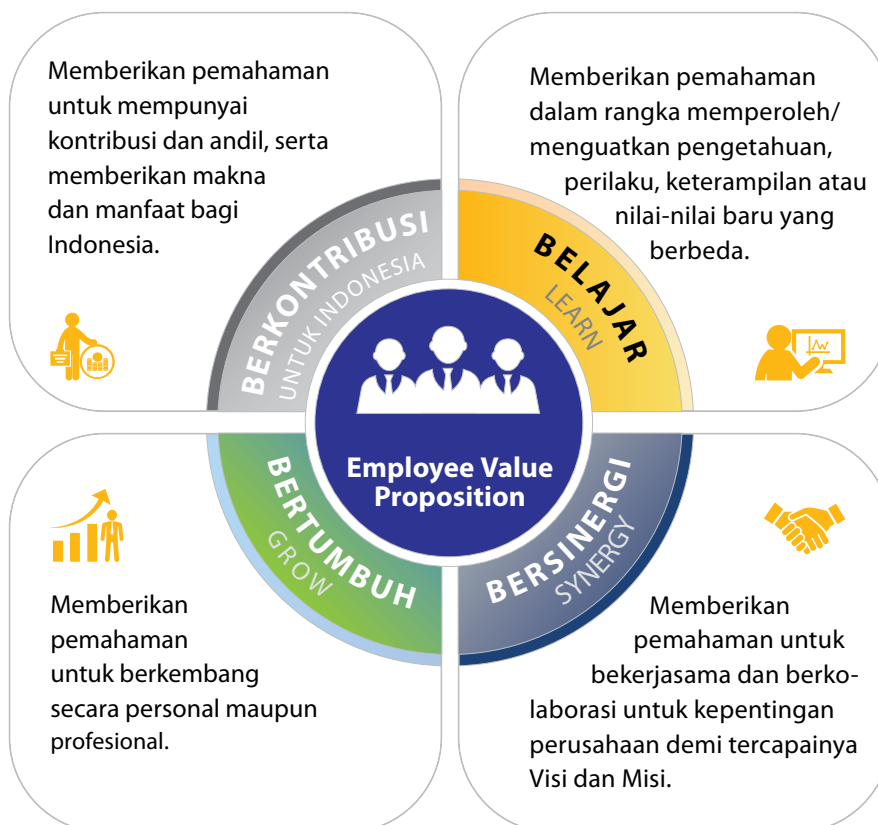 Memberikan pemahaman
untuk mempunyai
kontribusi dan andil, serta
memberikan makna
dan manfaat bagi
Indonesia.
BERKONTRIBUSI
UNTUK INDONESIA
Memberikan pemahaman
dalam rangka memperoleh/
menguatkan pengetahuan,
perilaku, keterampilan atau
nilai-nilai baru yang
berbeda.
BELAJAR
LEARN
Employee Value
Proposition
BERTUMBUH
GROW
Memberikan
pemahaman
untuk berkembang
secara personal maupun
profesional.
BERSINERGI
SYNERGY
Memberikan
pemahaman untuk
bekerjasama dan berko-
laborasi untuk kepentingan
perusahaan demi tercapainya
Visi dan Misi.